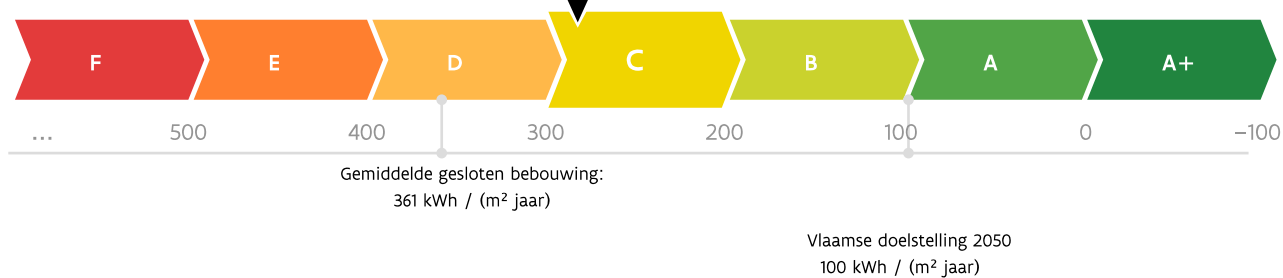 F E D C B A A+
... 500 400 300 200 100 0 −100
Gemiddelde gesloten bebouwing:
361 kWh / (m² jaar)
Vlaamse doelstelling 2050
100 kWh / (m² jaar)